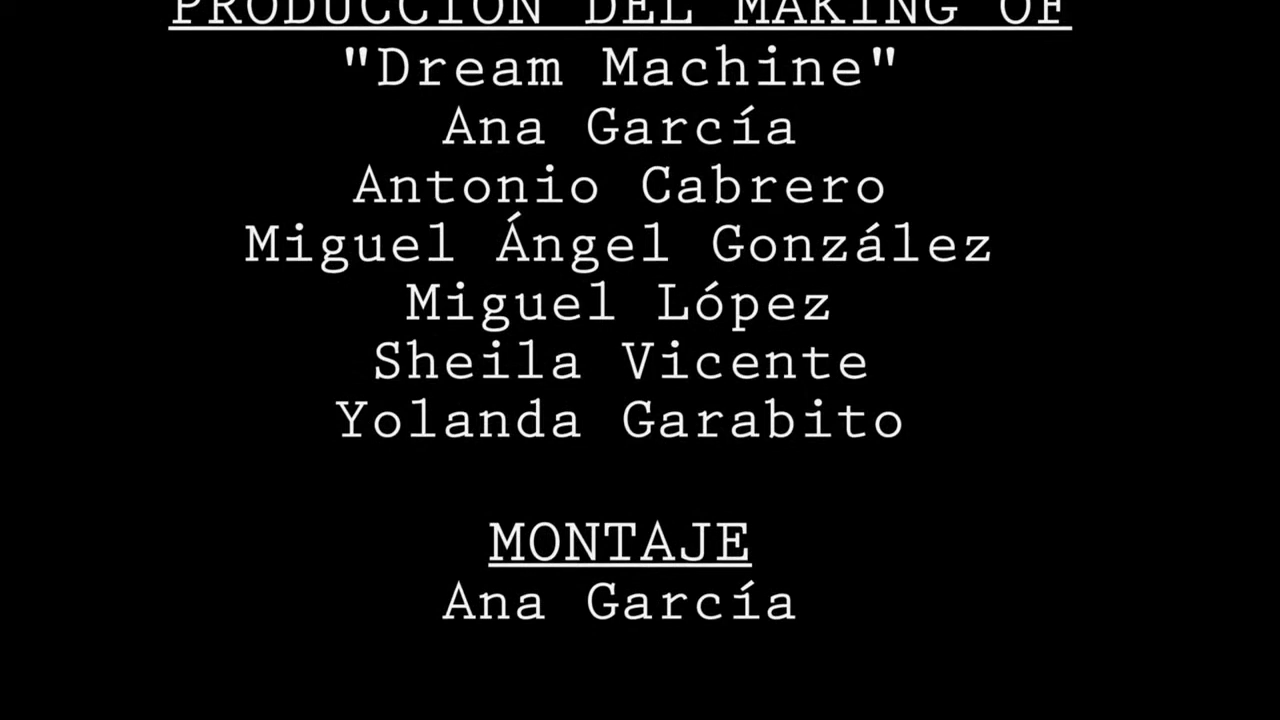 PRODUCCIÓN DEL MAKING OF
"Dream Machine"
Ana García
Antonio Cabrero
Miguel Ángel González
Miguel López
Sheila Vicente
Yolanda Garabito
MONTAJE
Ana García